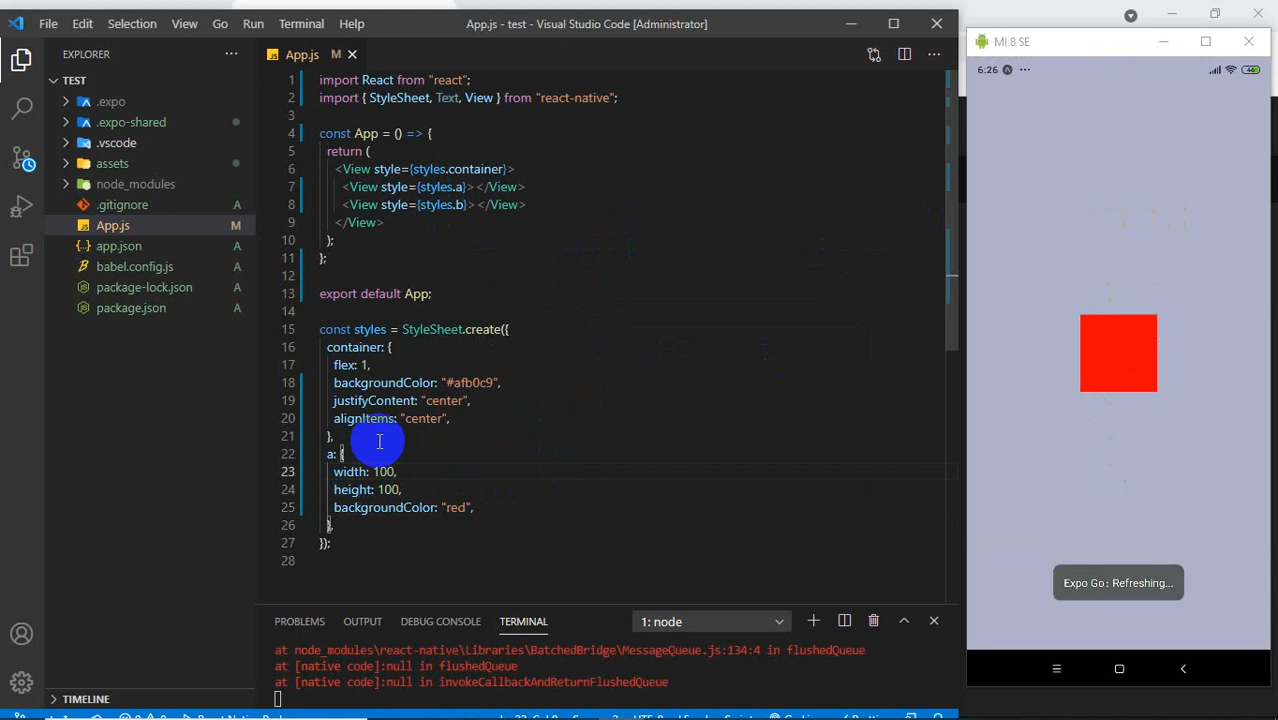 File Edit Selection View Go Run Terminal Help
App.js - test - Visual Studio Code [Administrator]
EXPLORER
TEST
.expo
.expo-shared
.vscode
assets
node_modules
.gitignore A
App.js M
app.json A
babel.config.js A
package-lock.json A
package.json A
TIMELINE
App.js M
1 import React from "react";
2 import { StyleSheet, Text, View } from "react-native";
3
4 const App = () => {
5 return (
6 <View style={styles.container}>
7 <View style={styles.a}></View>
8 <View style={styles.b}></View>
9 </View>
10 );
11 };
12
13 export default App;
14
15 const styles = StyleSheet.create({
16 container: {
17 flex: 1,
18 backgroundColor: "#afb0c9",
19 justifyContent: "center",
20 alignItems: "center",
21 },
22 a: {
23 width: 100,
24 height: 100,
25 backgroundColor: "red",
26 },
27 });
28
PROBLEMS OUTPUT DEBUG CONSOLE TERMINAL 1: node
at node_modules\react-native\Libraries\BatchedBridge\MessageQueue.js:134:4 in flushedQueue
at [native code]:null in flushedQueue
at [native code]:null in invokeCallbackAndReturnFlushedQueue
MI 8 SE
6:26
Expo Go: Refreshing...